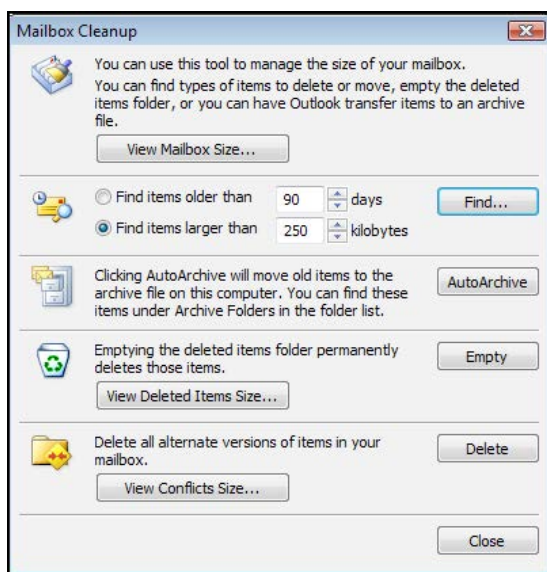 Mailbox Cleanup
You can use this tool to manage the size of your mailbox.
You can find types of items to delete or move, empty the deleted
items folder, or you can have Outlook transfer items to an archive
file.
View Mailbox Size...
Find items older than 90 days
Find...
Find items larger than 250 kilobytes
Clicking AutoArchive will move old items to the
archive file on this computer. You can find these
items under Archive Folders in the folder list.
AutoArchive
Emptying the deleted items folder permanently
deletes those items.
Empty
View Deleted Items Size...
Delete all alternate versions of items in your
mailbox.
Delete
View Conflicts Size...
Close